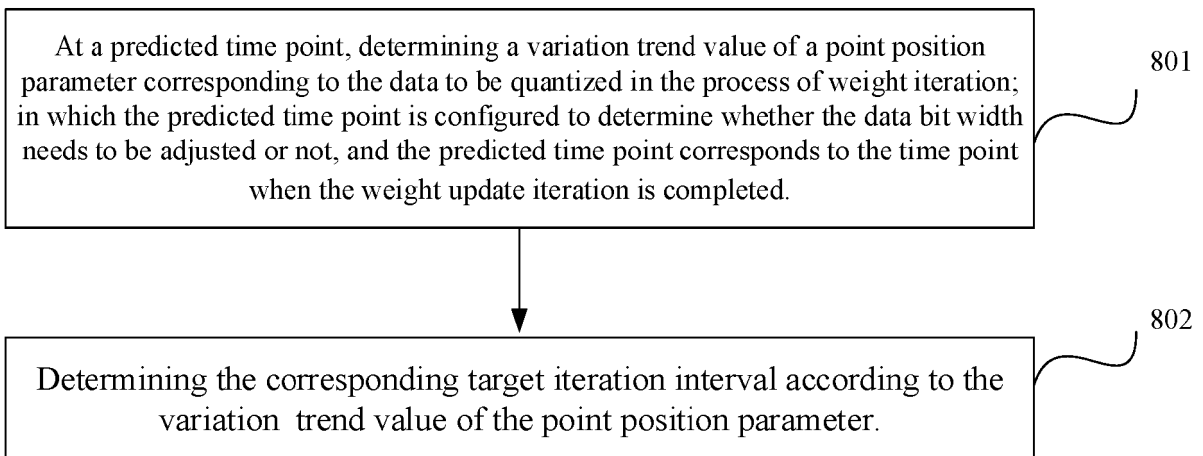 At a predicted time point, determining a variation trend value of a point position
parameter corresponding to the data to be quantized in the process of weight iteration;
in which the predicted time point is configured to determine whether the data bit width
needs to be adjusted or not, and the predicted time point corresponds to the time point
when the weight update iteration is completed.
801
802
Determining the corresponding target iteration interval according to the
variation trend value of the point position parameter.